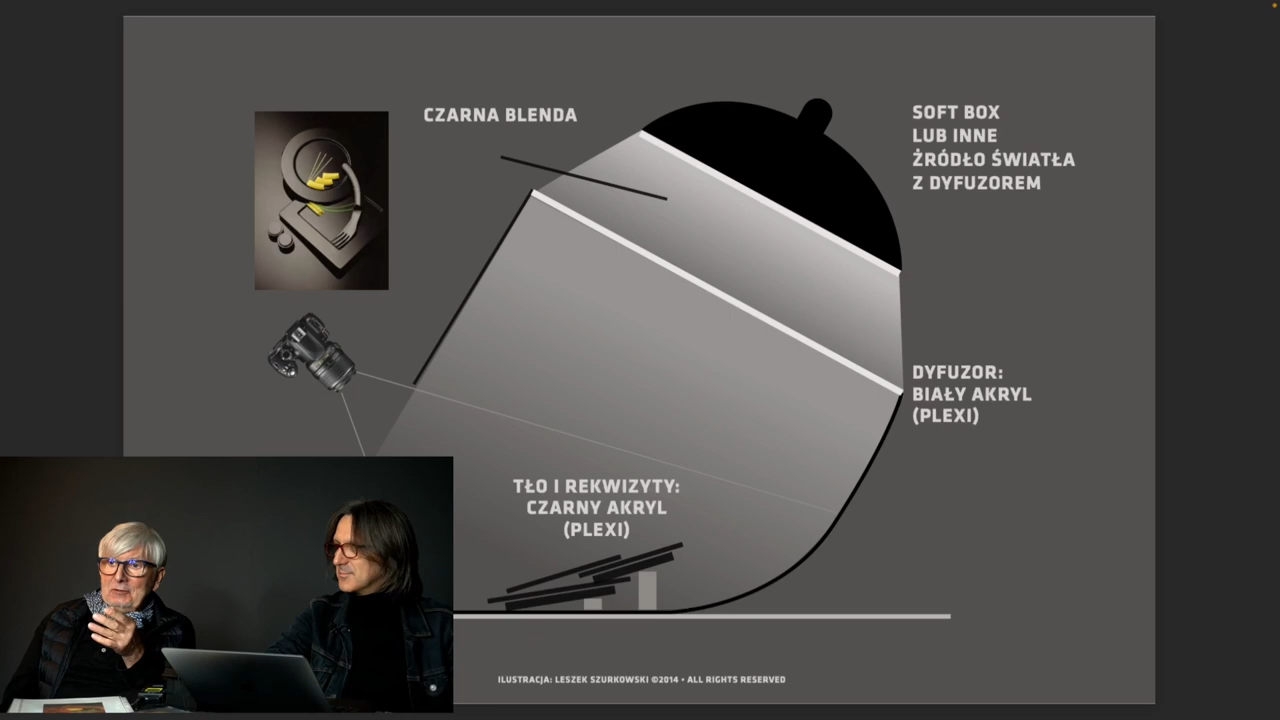 CZARNA BLENDA
SOFT BOX
LUB INNE
ŻRÓDŁO ŚWIATŁA
Z DYFUZOREM
DYFUZOR:
BIAŁY AKRYL
(PLEXI)
TŁO I REKWIZYTY:
CZARNY AKRYL
(PLEXI)
ILUSTRACJA: LESZEK SZURKOWSKI ©2014 • ALL RIGHTS RESERVED